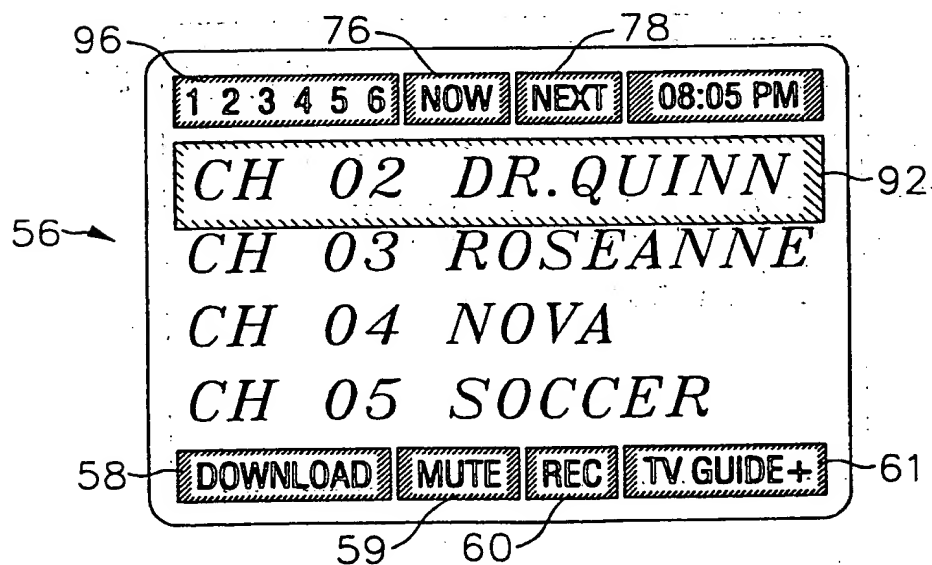 96 76 78
1 2 3 4 5 6 NOW NEXT 08:05 PM
CH 02 DR.QUINN 92
56 CH 03 ROSEANNE
CH 04 NOVA
CH 05 SOCCER
58 DOWNLOAD MUTE REC TV GUIDE+ 61
59 60